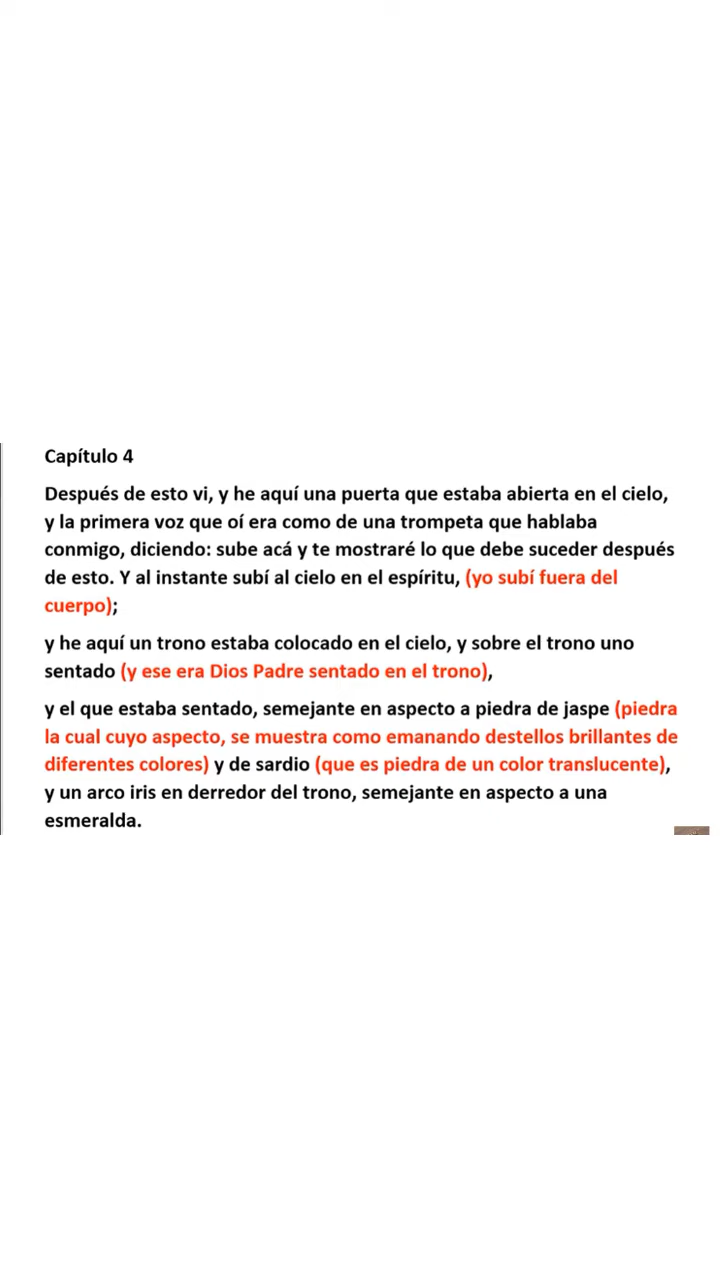 Capítulo 4
Después de esto vi, y he aquí una puerta que estaba abierta en el cielo,
y la primera voz que oí era como de una trompeta que hablaba
conmigo, diciendo: sube acá y te mostraré lo que debe suceder después
de esto. Y al instante subí al cielo en el espíritu, (yo subí fuera del
cuerpo);
y he aquí un trono estaba colocado en el cielo, y sobre el trono uno
sentado (y ese era Dios Padre sentado en el trono),
y el que estaba sentado, semejante en aspecto a piedra de jaspe (piedra
la cual cuyo aspecto, se muestra como emanando destellos brillantes de
diferentes colores) y de sardio (que es piedra de un color translucente),
y un arco iris en derredor del trono, semejante en aspecto a una
esmeralda.